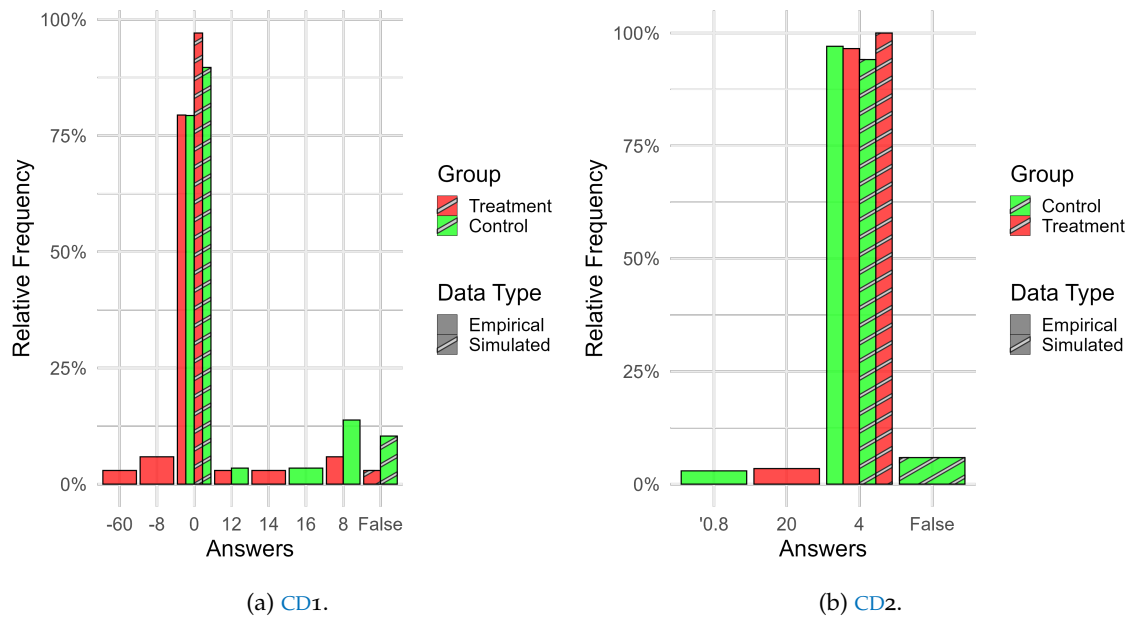 Relative Frequency
100%
75%
50%
25%
0%
-60 -8 0 12 14 16 8 False
Answers
Group
Treatment
Control
Data Type
Empirical
Simulated
(a) CD1.
Relative Frequency
100%
75%
50%
25%
0%
'0.8 20 4 False
Answers
Group
Control
Treatment
Data Type
Empirical
Simulated
(b) CD2.